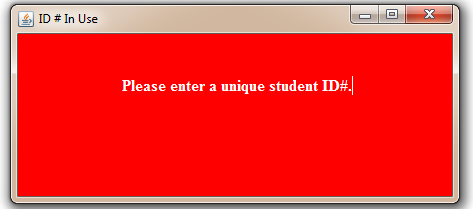 ID # In Use
Please enter a unique student ID#.